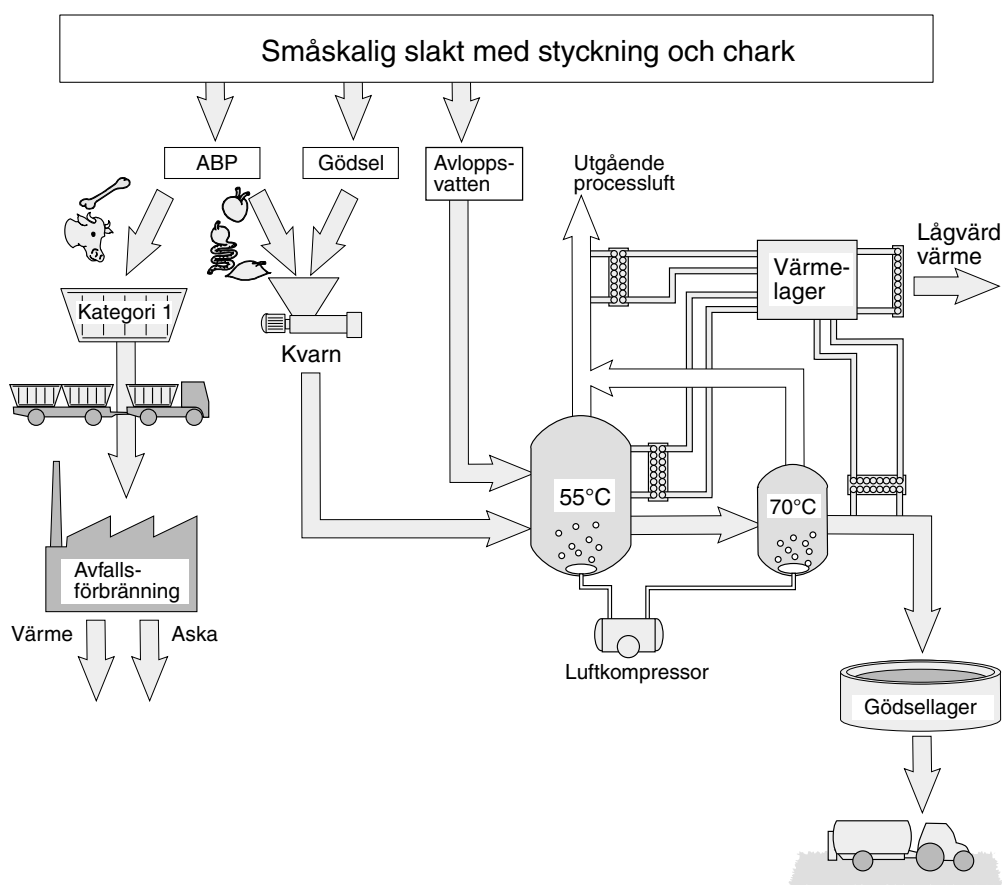 Småskalig slakt med styckning och chark
ABP
Gödsel
Avlopps-
vatten
Utgående
processluft
Värme-
lager
Lågvärd
värme
Kategori 1
Kvarn
55°C
70°C
Avfalls-
förbränning
Värme
Aska
Luftkompressor
Gödsellager